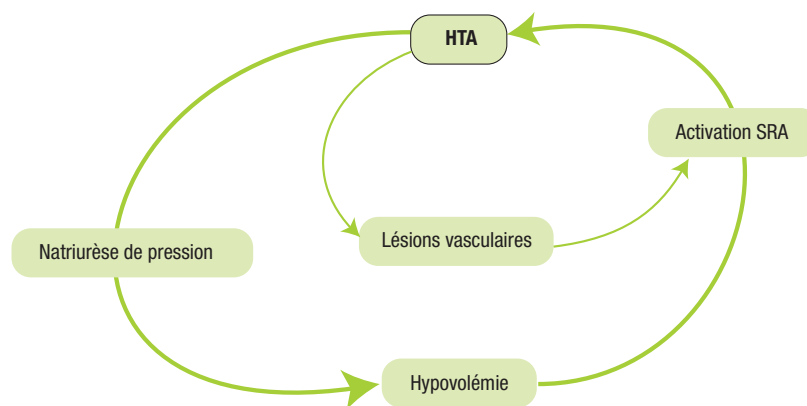 HTA
Activation SRA
Lésions vasculaires
Natriurèse de pression
Hypovolémie